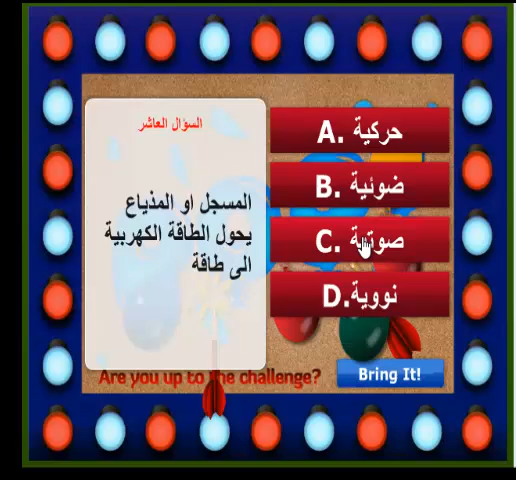 السؤال العاشر
المسجل او المذياع
يحول الطاقة الكهربية
الى طاقة
A. حركية
B. ضوئية
C. صوتية
D.نووية
Are you up to the challenge?
Bring It!